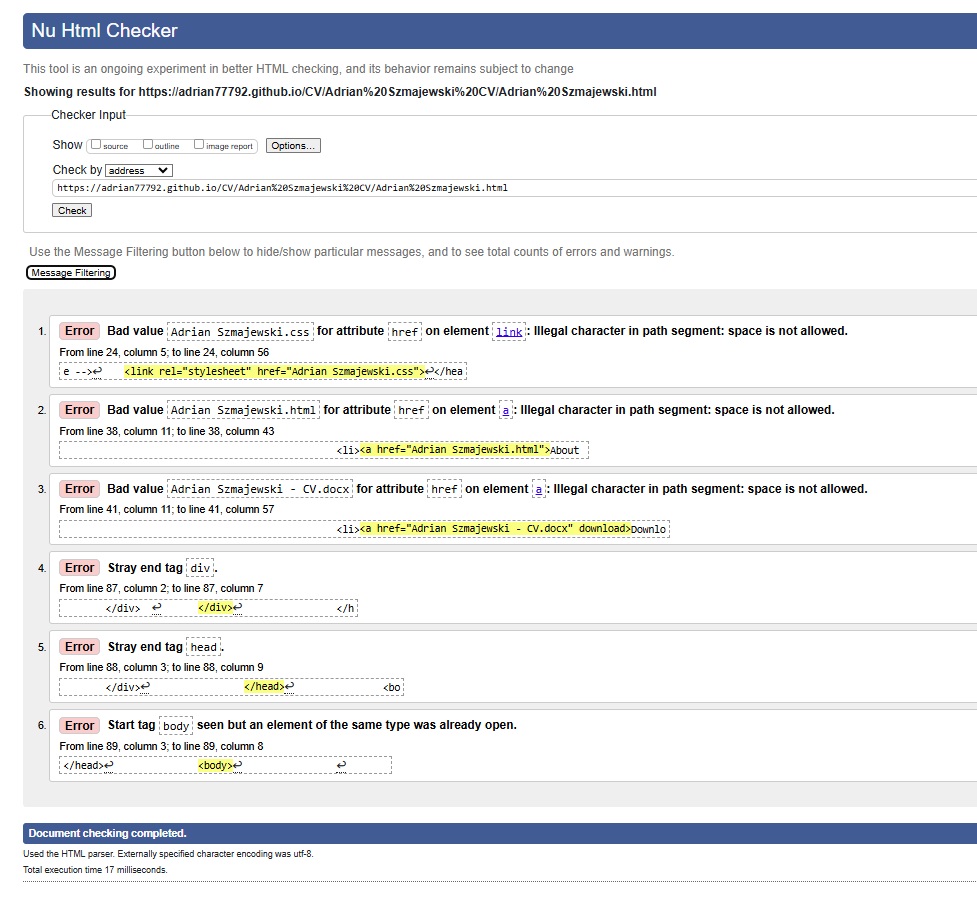 Nu Html Checker
This tool is an ongoing experiment in better HTML checking, and its behavior remains subject to change
Showing results for https://adrian77792.github.io/CV/Adrian%20Szmajewski%20CV/Adrian%20Szmajewski.html
Checker Input
Show source outline image report Options...
Check by address
https://adrian77792.github.io/CV/Adrian%20Szmajewski%20CV/Adrian%20Szmajewski.html
Check
Use the Message Filtering button below to hide/show particular messages, and to see total counts of errors and warnings.
Message Filtering
1. Error Bad value Adrian Szmajewski.css for attribute href on element link: Illegal character in path segment: space is not allowed.
From line 24, column 5; to line 24, column 56
e -->↩ <link rel="stylesheet" href="Adrian Szmajewski.css">↩</hea
2. Error Bad value Adrian Szmajewski.html for attribute href on element a: Illegal character in path segment: space is not allowed.
From line 38, column 11; to line 38, column 43
<li><a href="Adrian Szmajewski.html">About
3. Error Bad value Adrian Szmajewski - CV.docx for attribute href on element a: Illegal character in path segment: space is not allowed.
From line 41, column 11; to line 41, column 57
<li><a href="Adrian Szmajewski - CV.docx" download>Downlo
4. Error Stray end tag div.
From line 87, column 2; to line 87, column 7
</div> ↩ </div>↩ </h
5. Error Stray end tag head.
From line 88, column 3; to line 88, column 9
</div>↩ </head>↩ <bo
6. Error Start tag body seen but an element of the same type was already open.
From line 89, column 3; to line 89, column 8
</head>↩ <body>↩ ↩
Document checking completed.
Used the HTML parser. Externally specified character encoding was utf-8.
Total execution time 17 milliseconds.